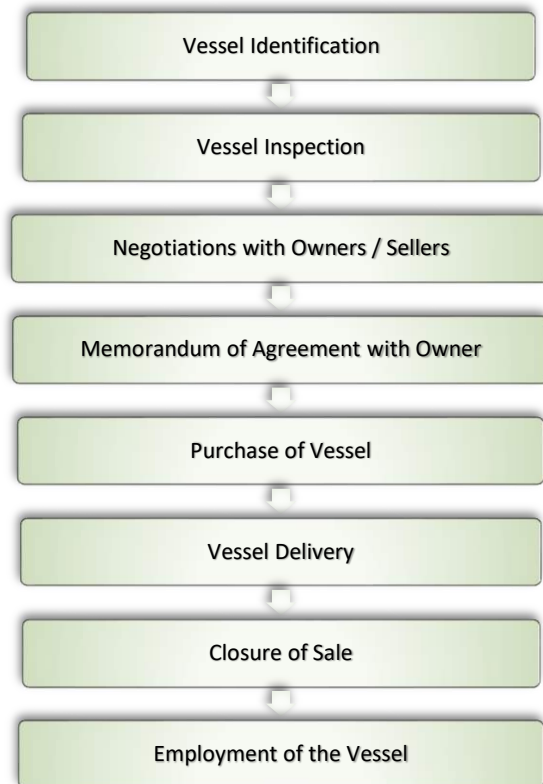 Vessel Identification
Vessel Inspection
Negotiations with Owners / Sellers
Memorandum of Agreement with Owner
Purchase of Vessel
Vessel Delivery
Closure of Sale
Employment of the Vessel